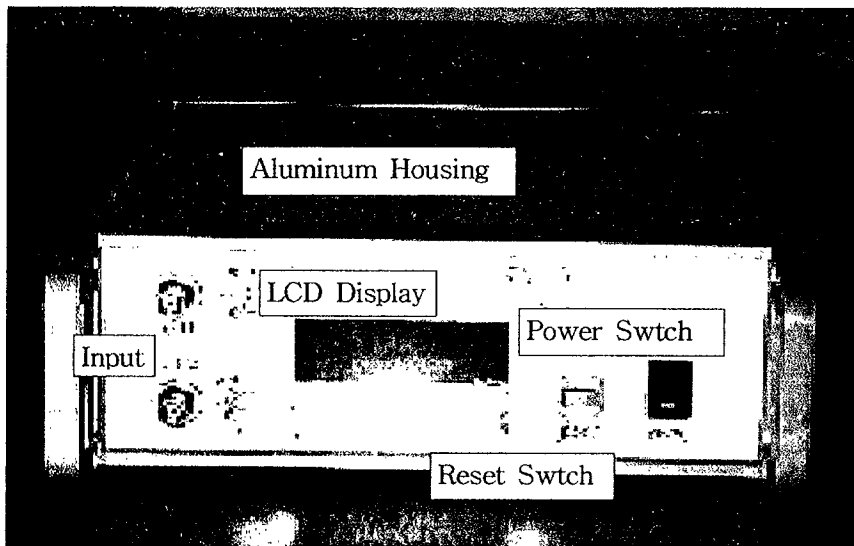 Aluminum Housing
LCD Display
Power Swtch
Input
Reset Swtch